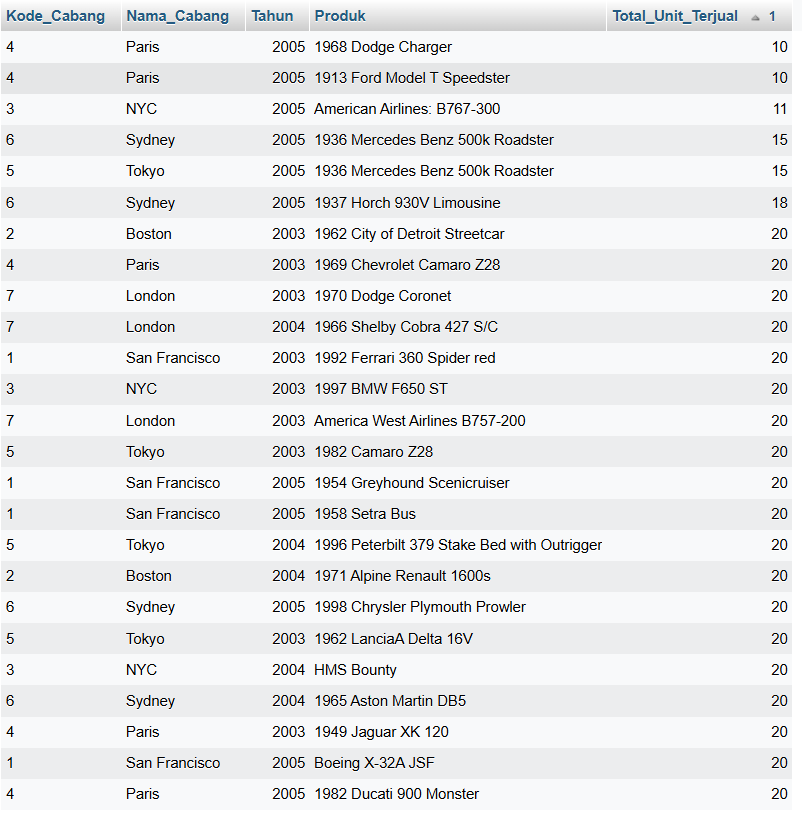 Kode_Cabang Nama_Cabang Tahun Produk Total_Unit_Terjual 1
4 Paris 2005 1968 Dodge Charger 10
4 Paris 2005 1913 Ford Model T Speedster 10
3 NYC 2005 American Airlines: B767-300 11
6 Sydney 2005 1936 Mercedes Benz 500k Roadster 15
5 Tokyo 2005 1936 Mercedes Benz 500k Roadster 15
6 Sydney 2005 1937 Horch 930V Limousine 18
2 Boston 2003 1962 City of Detroit Streetcar 20
4 Paris 2003 1969 Chevrolet Camaro Z28 20
7 London 2003 1970 Dodge Coronet 20
7 London 2004 1966 Shelby Cobra 427 S/C 20
1 San Francisco 2003 1992 Ferrari 360 Spider red 20
3 NYC 2003 1997 BMW F650 ST 20
7 London 2003 America West Airlines B757-200 20
5 Tokyo 2003 1982 Camaro Z28 20
1 San Francisco 2005 1954 Greyhound Scenicruiser 20
1 San Francisco 2005 1958 Setra Bus 20
5 Tokyo 2004 1996 Peterbilt 379 Stake Bed with Outrigger 20
2 Boston 2004 1971 Alpine Renault 1600s 20
6 Sydney 2005 1998 Chrysler Plymouth Prowler 20
5 Tokyo 2003 1962 LanciaA Delta 16V 20
3 NYC 2004 HMS Bounty 20
6 Sydney 2004 1965 Aston Martin DB5 20
4 Paris 2003 1949 Jaguar XK 120 20
1 San Francisco 2005 Boeing X-32A JSF 20
4 Paris 2005 1982 Ducati 900 Monster 20